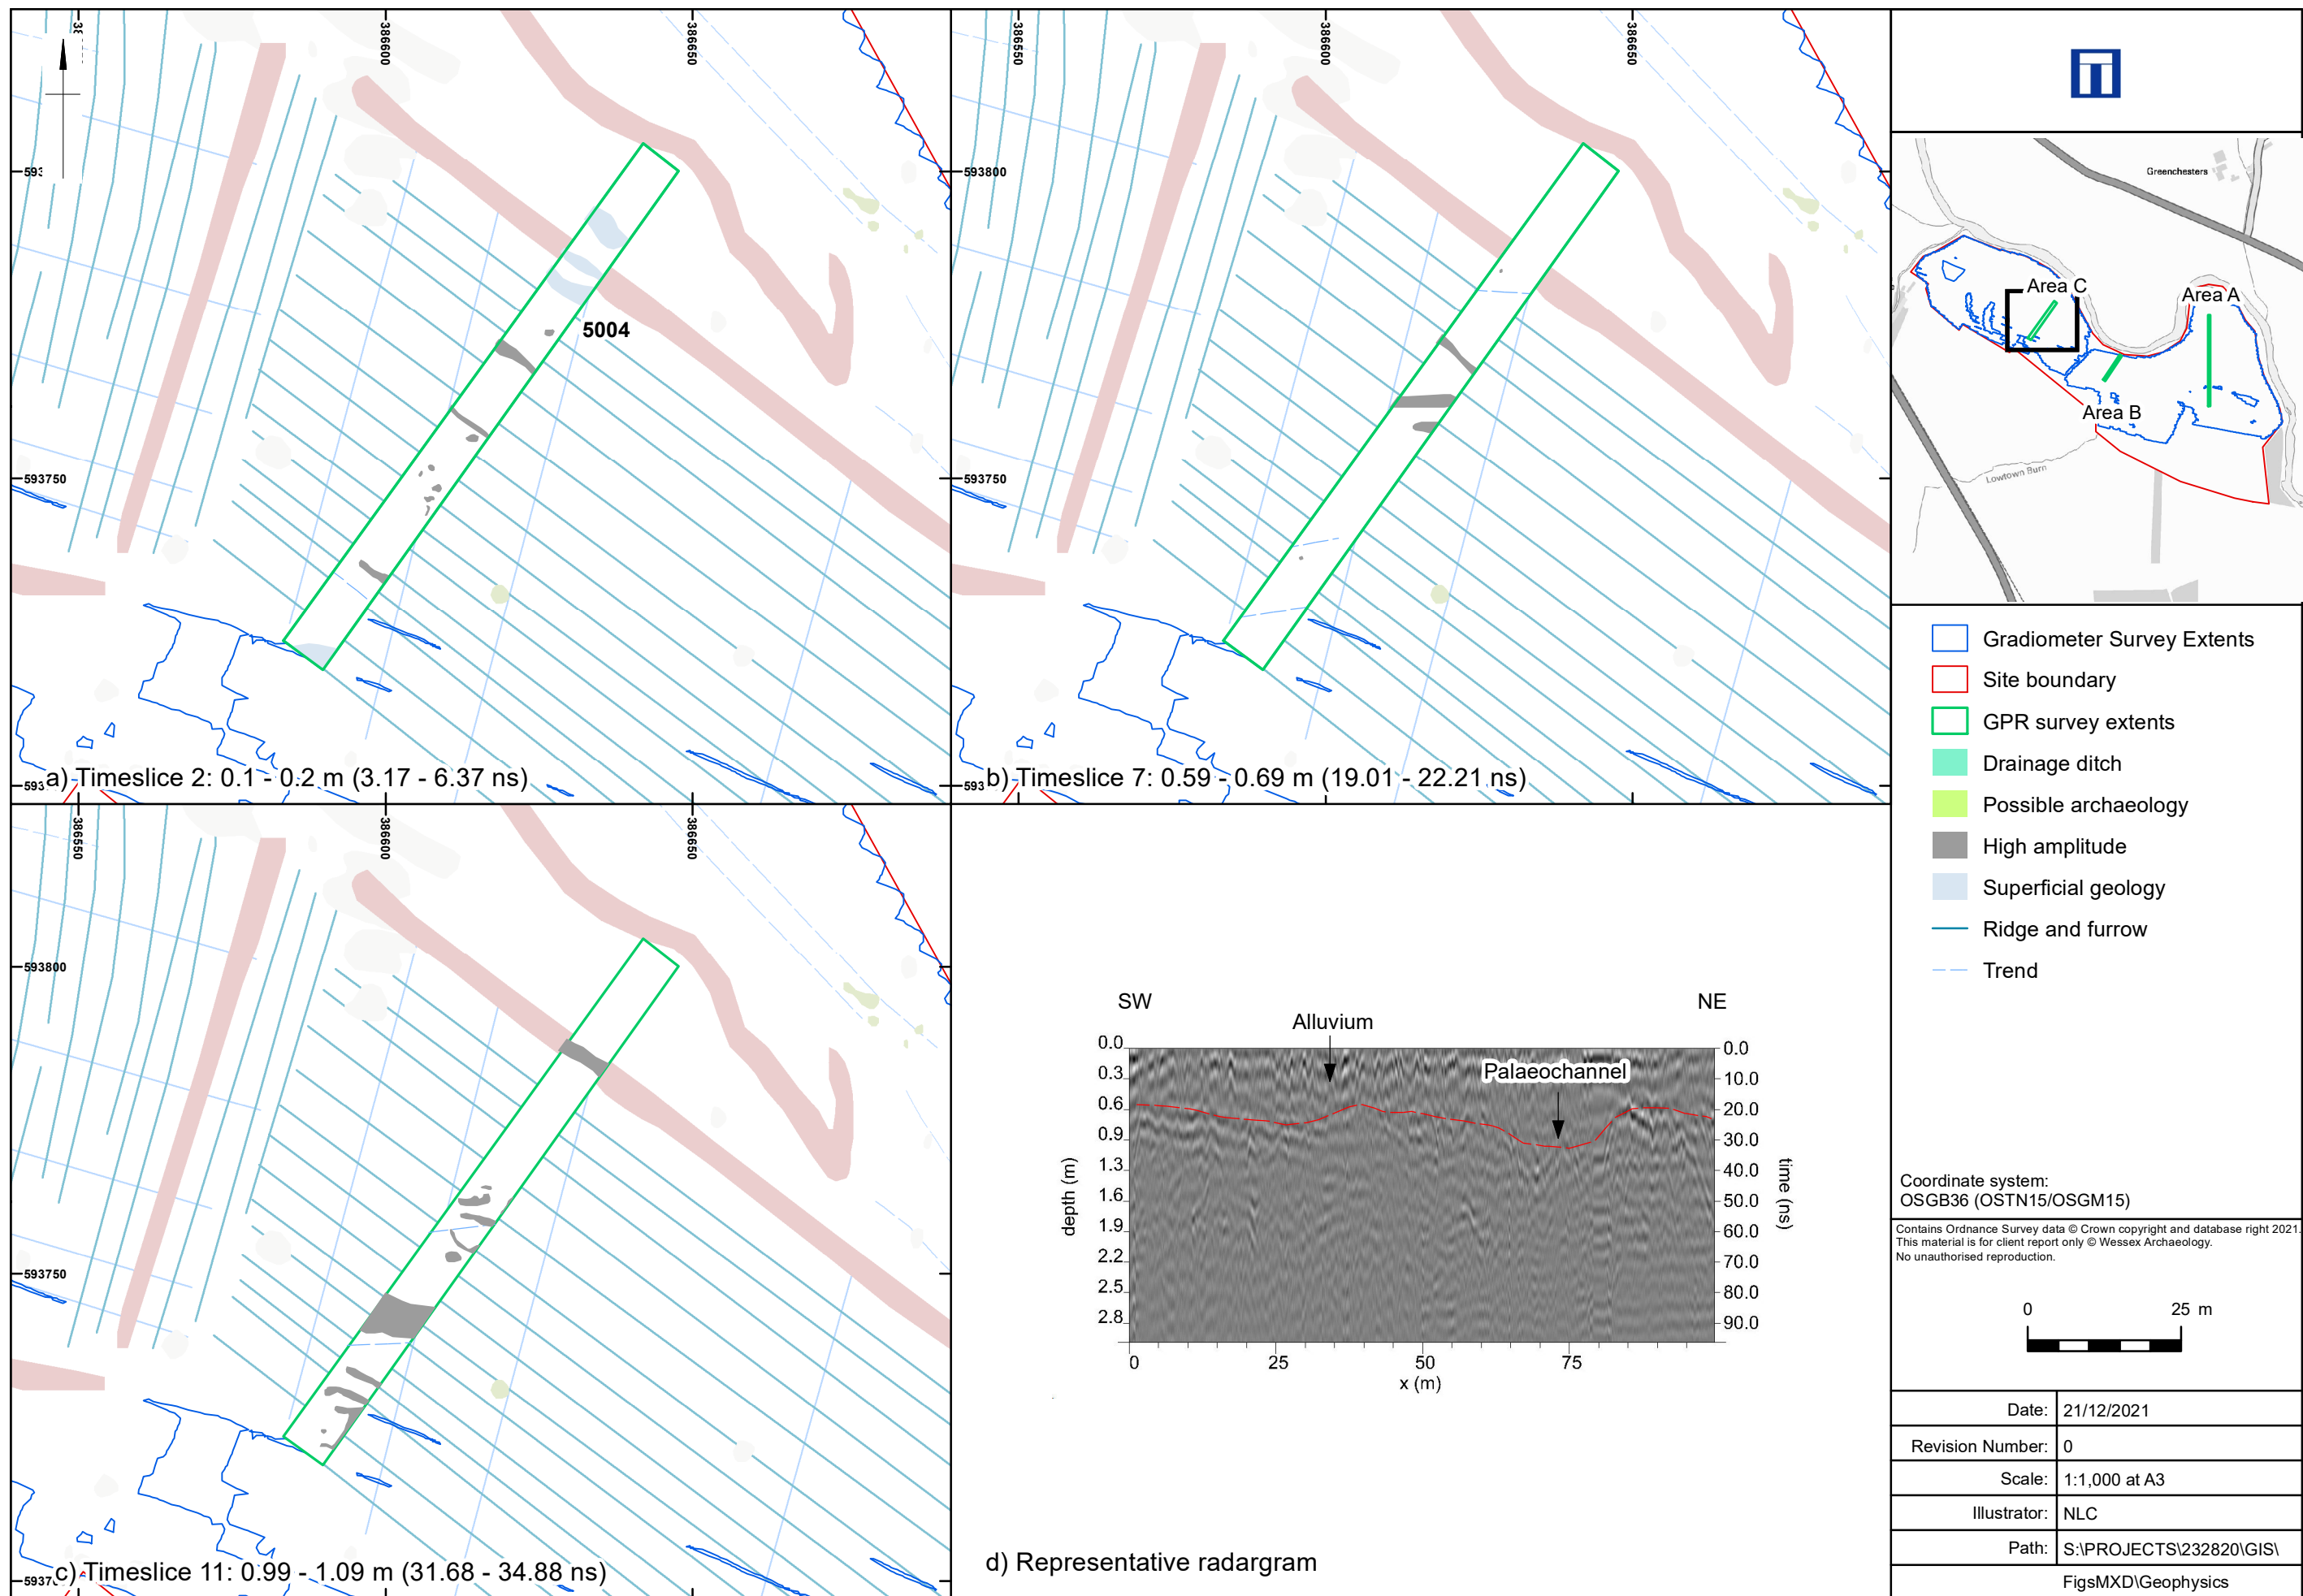 386600
386650
593800
593750
5004
a) Timeslice 2: 0.1 - 0.2 m (3.17 - 6.37 ns)
386550
386600
386650
593800
593750
b) Timeslice 7: 0.59 - 0.69 m (19.01 - 22.21 ns)
386550
386600
386650
593800
593750
c) Timeslice 11: 0.99 - 1.09 m (31.68 - 34.88 ns)
SW
NE
Alluvium
Palaeochannel
0.0
0.3
0.6
0.9
1.3
1.6
1.9
2.2
2.5
2.8
depth (m)
0.0
10.0
20.0
30.0
40.0
50.0
60.0
70.0
80.0
90.0
time (ns)
0
25
50
75
x (m)
d) Representative radargram
Greenchesters
Area C
Area A
Area B
Lowtown Burn
Gradiometer Survey Extents
Site boundary
GPR survey extents
Drainage ditch
Possible archaeology
High amplitude
Superficial geology
Ridge and furrow
Trend
Coordinate system:
OSGB36 (OSTN15/OSGM15)
Contains Ordnance Survey data © Crown copyright and database right 2021.
This material is for client report only © Wessex Archaeology.
No unauthorised reproduction.
0 25 m
Date: 21/12/2021
Revision Number: 0
Scale: 1:1,000 at A3
Illustrator: NLC
Path: S:\PROJECTS\232820\GIS\
FigsMXD\Geophysics